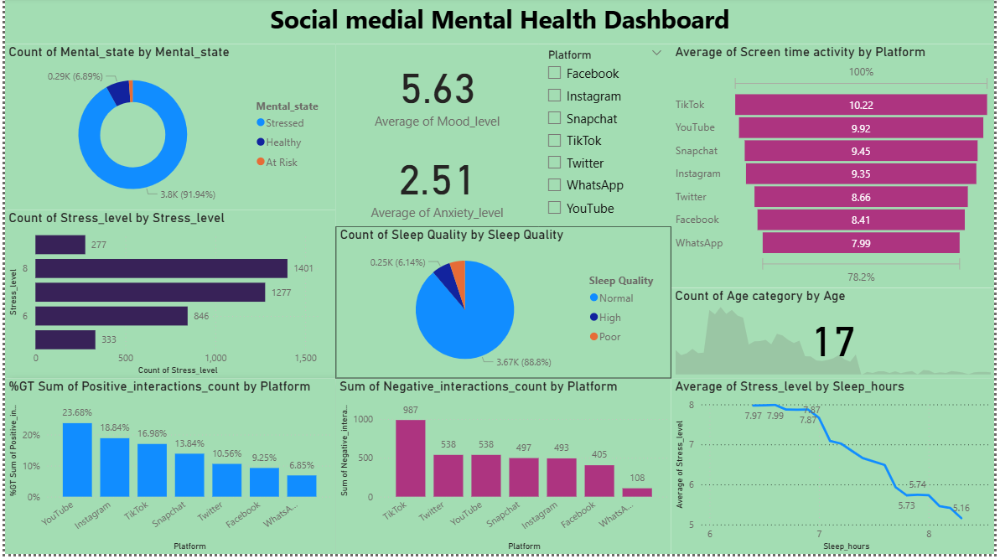 Social medial Mental Health Dashboard
Count of Mental_state by Mental_state
0.29K (6.89%)
3.8K (91.94%)
Mental_state
Stressed
Healthy
At Risk
5.63
Average of Mood_level
2.51
Average of Anxiety_level
Platform
Facebook
Instagram
Snapchat
TikTok
Twitter
WhatsApp
YouTube
Average of Screen time activity by Platform
100%
TikTok 10.22
YouTube 9.92
Snapchat 9.45
Instagram 9.35
Twitter 8.66
Facebook 8.41
WhatsApp 7.99
78.2%
Count of Stress_level by Stress_level
Stress_level
277
8 1401
1277
6 846
333
0 500 1,000 1,500
Count of Stress_level
Count of Sleep Quality by Sleep Quality
0.25K (6.14%)
3.67K (88.8%)
Sleep Quality
Normal
High
Poor
Count of Age category by Age
17
%GT Sum of Positive_interactions_count by Platform
%GT Sum of Positive_in...
20%
10%
0%
23.68%
18.84%
16.98%
13.84%
10.56%
9.25%
6.85%
YouTube
Instagram
TikTok
Snapchat
Twitter
Facebook
WhatsA...
Platform
Sum of Negative_interactions_count by Platform
Sum of Negative_intera...
1000
500
0
987
538
538
497
493
405
108
TikTok
Twitter
YouTube
Snapchat
Instagram
Facebook
WhatsA...
Platform
Average of Stress_level by Sleep_hours
Average of Stress_level
8
7
6
5
7.97
7.99
7.87
7.87
5.74
5.73
5.16
6 7 8
Sleep_hours